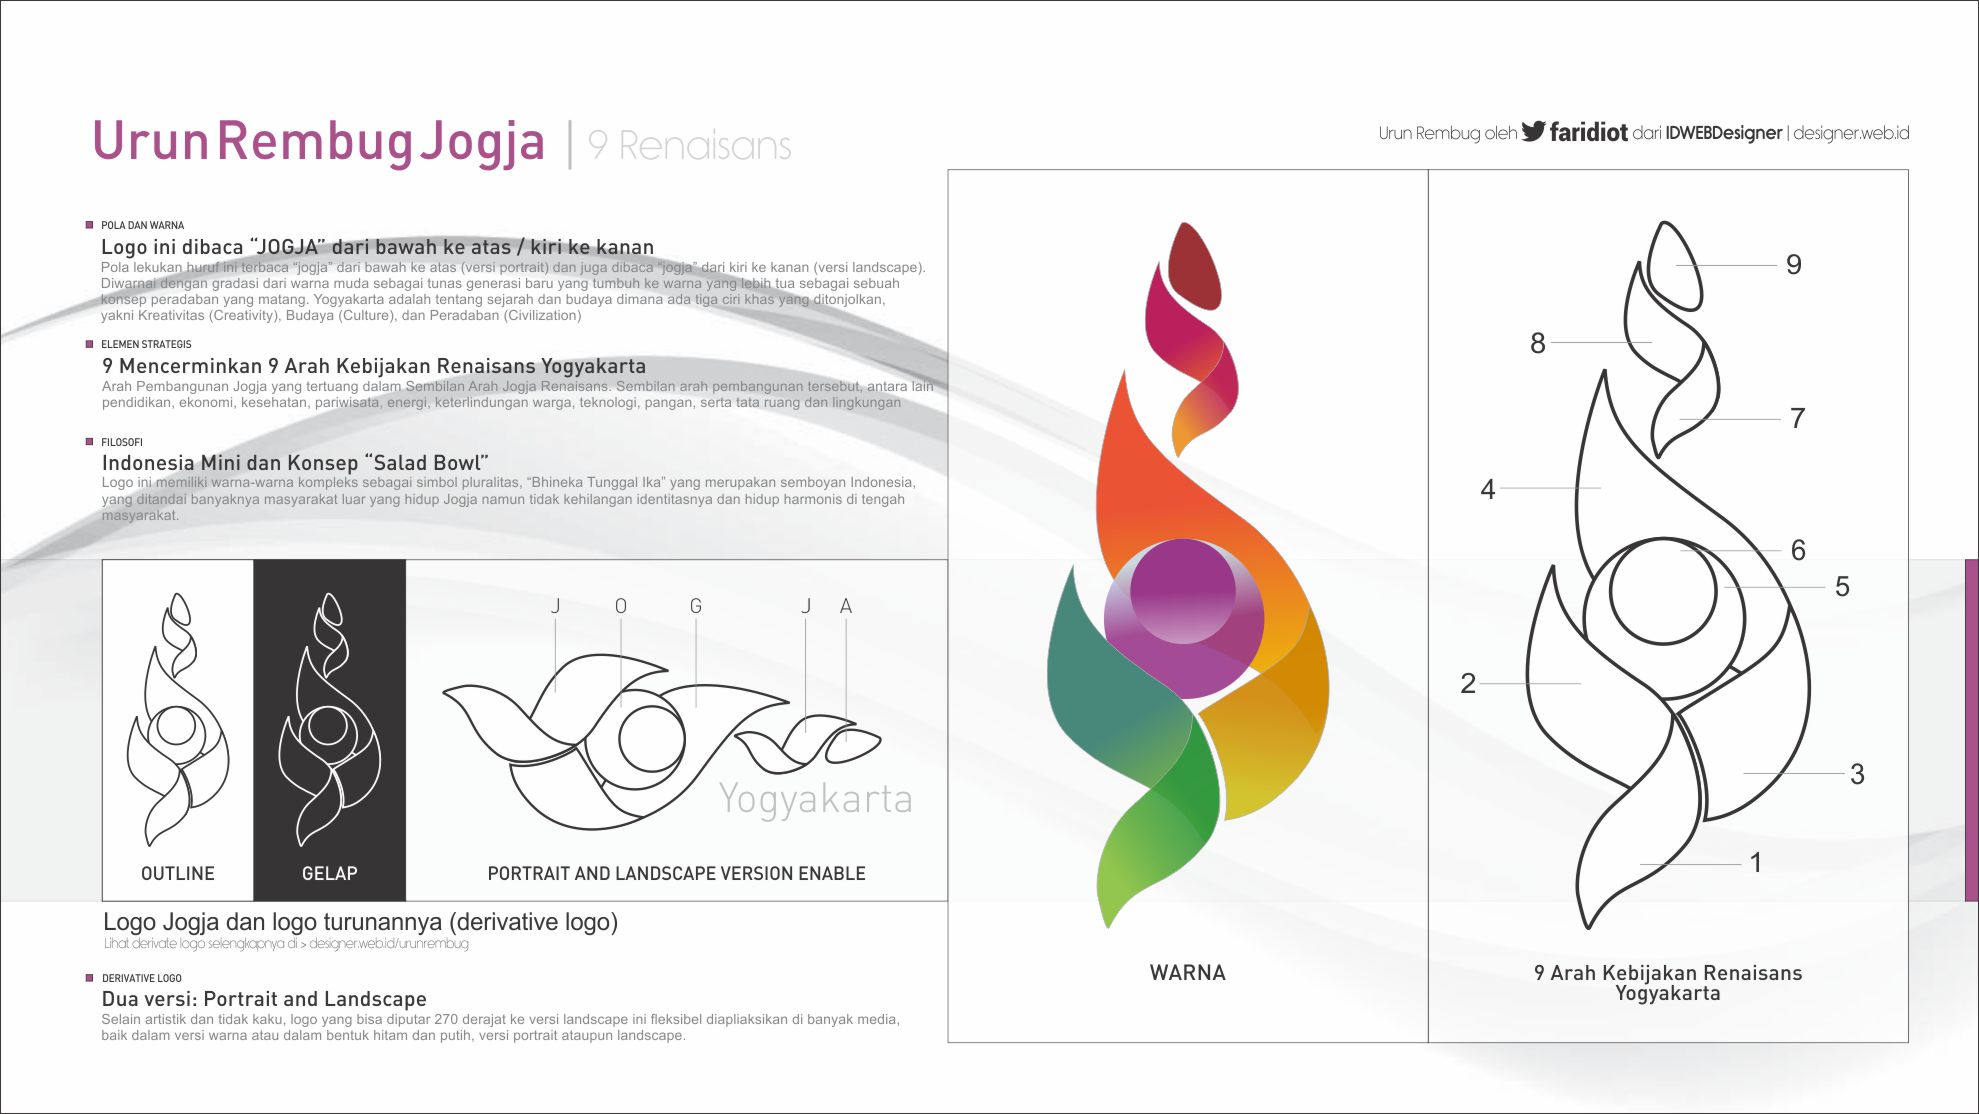 Urun Rembug Jogja | 9 Renaisans
Urun Rembug oleh faridiot dari IDWEBDesigner | designer.web.id
POLA DAN WARNA
Logo ini dibaca “JOGJA” dari bawah ke atas / kiri ke kanan
Pola lekukan huruf ini terbaca “jogja” dari bawah ke atas (versi portrait) dan juga dibaca “jogja” dari kiri ke kanan (versi landscape).
Diwarnai dengan gradasi dari warna muda sebagai tunas generasi baru yang tumbuh ke warna yang lebih tua sebagai sebuah
konsep peradaban yang matang. Yogyakarta adalah tentang sejarah dan budaya dimana ada tiga ciri khas yang ditonjolkan,
yakni Kreativitas (Creativity), Budaya (Culture), dan Peradaban (Civilization)
ELEMEN STRATEGIS
9 Mencerminkan 9 Arah Kebijakan Renaisans Yogyakarta
Arah Pembangunan Jogja yang tertuang dalam Sembilan Arah Jogja Renaisans. Sembilan arah pembangunan tersebut, antara lain
pendidikan, ekonomi, kesehatan, pariwisata, energi, keterlindungan warga, teknologi, pangan, serta tata ruang dan lingkungan
FILOSOFI
Indonesia Mini dan Konsep “Salad Bowl”
Logo ini memiliki warna-warna kompleks sebagai simbol pluralitas, “Bhineka Tunggal Ika” yang merupakan semboyan Indonesia,
yang ditandai banyaknya masyarakat luar yang hidup Jogja namun tidak kehilangan identitasnya dan hidup harmonis di tengah
masyarakat.
J O G J A
Yogyakarta
OUTLINE
GELAP
PORTRAIT AND LANDSCAPE VERSION ENABLE
Logo Jogja dan logo turunannya (derivative logo)
Lihat derivate logo selengkapnya di > designer.web.id/urunrembug
DERIVATIVE LOGO
Dua versi: Portrait and Landscape
Selain artistik dan tidak kaku, logo yang bisa diputar 270 derajat ke versi landscape ini fleksibel diapliaksikan di banyak media,
baik dalam versi warna atau dalam bentuk hitam dan putih, versi portrait ataupun landscape.
WARNA
9
8
7
4
6
5
2
3
1
9 Arah Kebijakan Renaisans
Yogyakarta